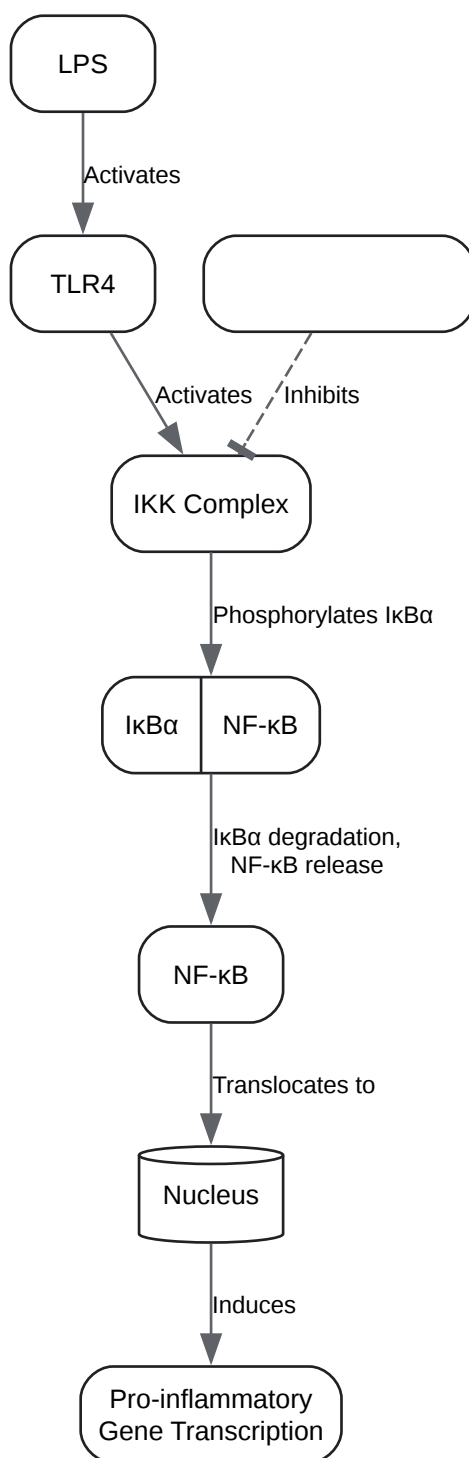 LPS
Activates
TLR4
Activates
Inhibits
IKK Complex
Phosphorylates IκBα
IκBα
NF-κB
IκBα degradation,
NF-κB release
NF-κB
Translocates to
Nucleus
Induces
Pro-inflammatory
Gene Transcription